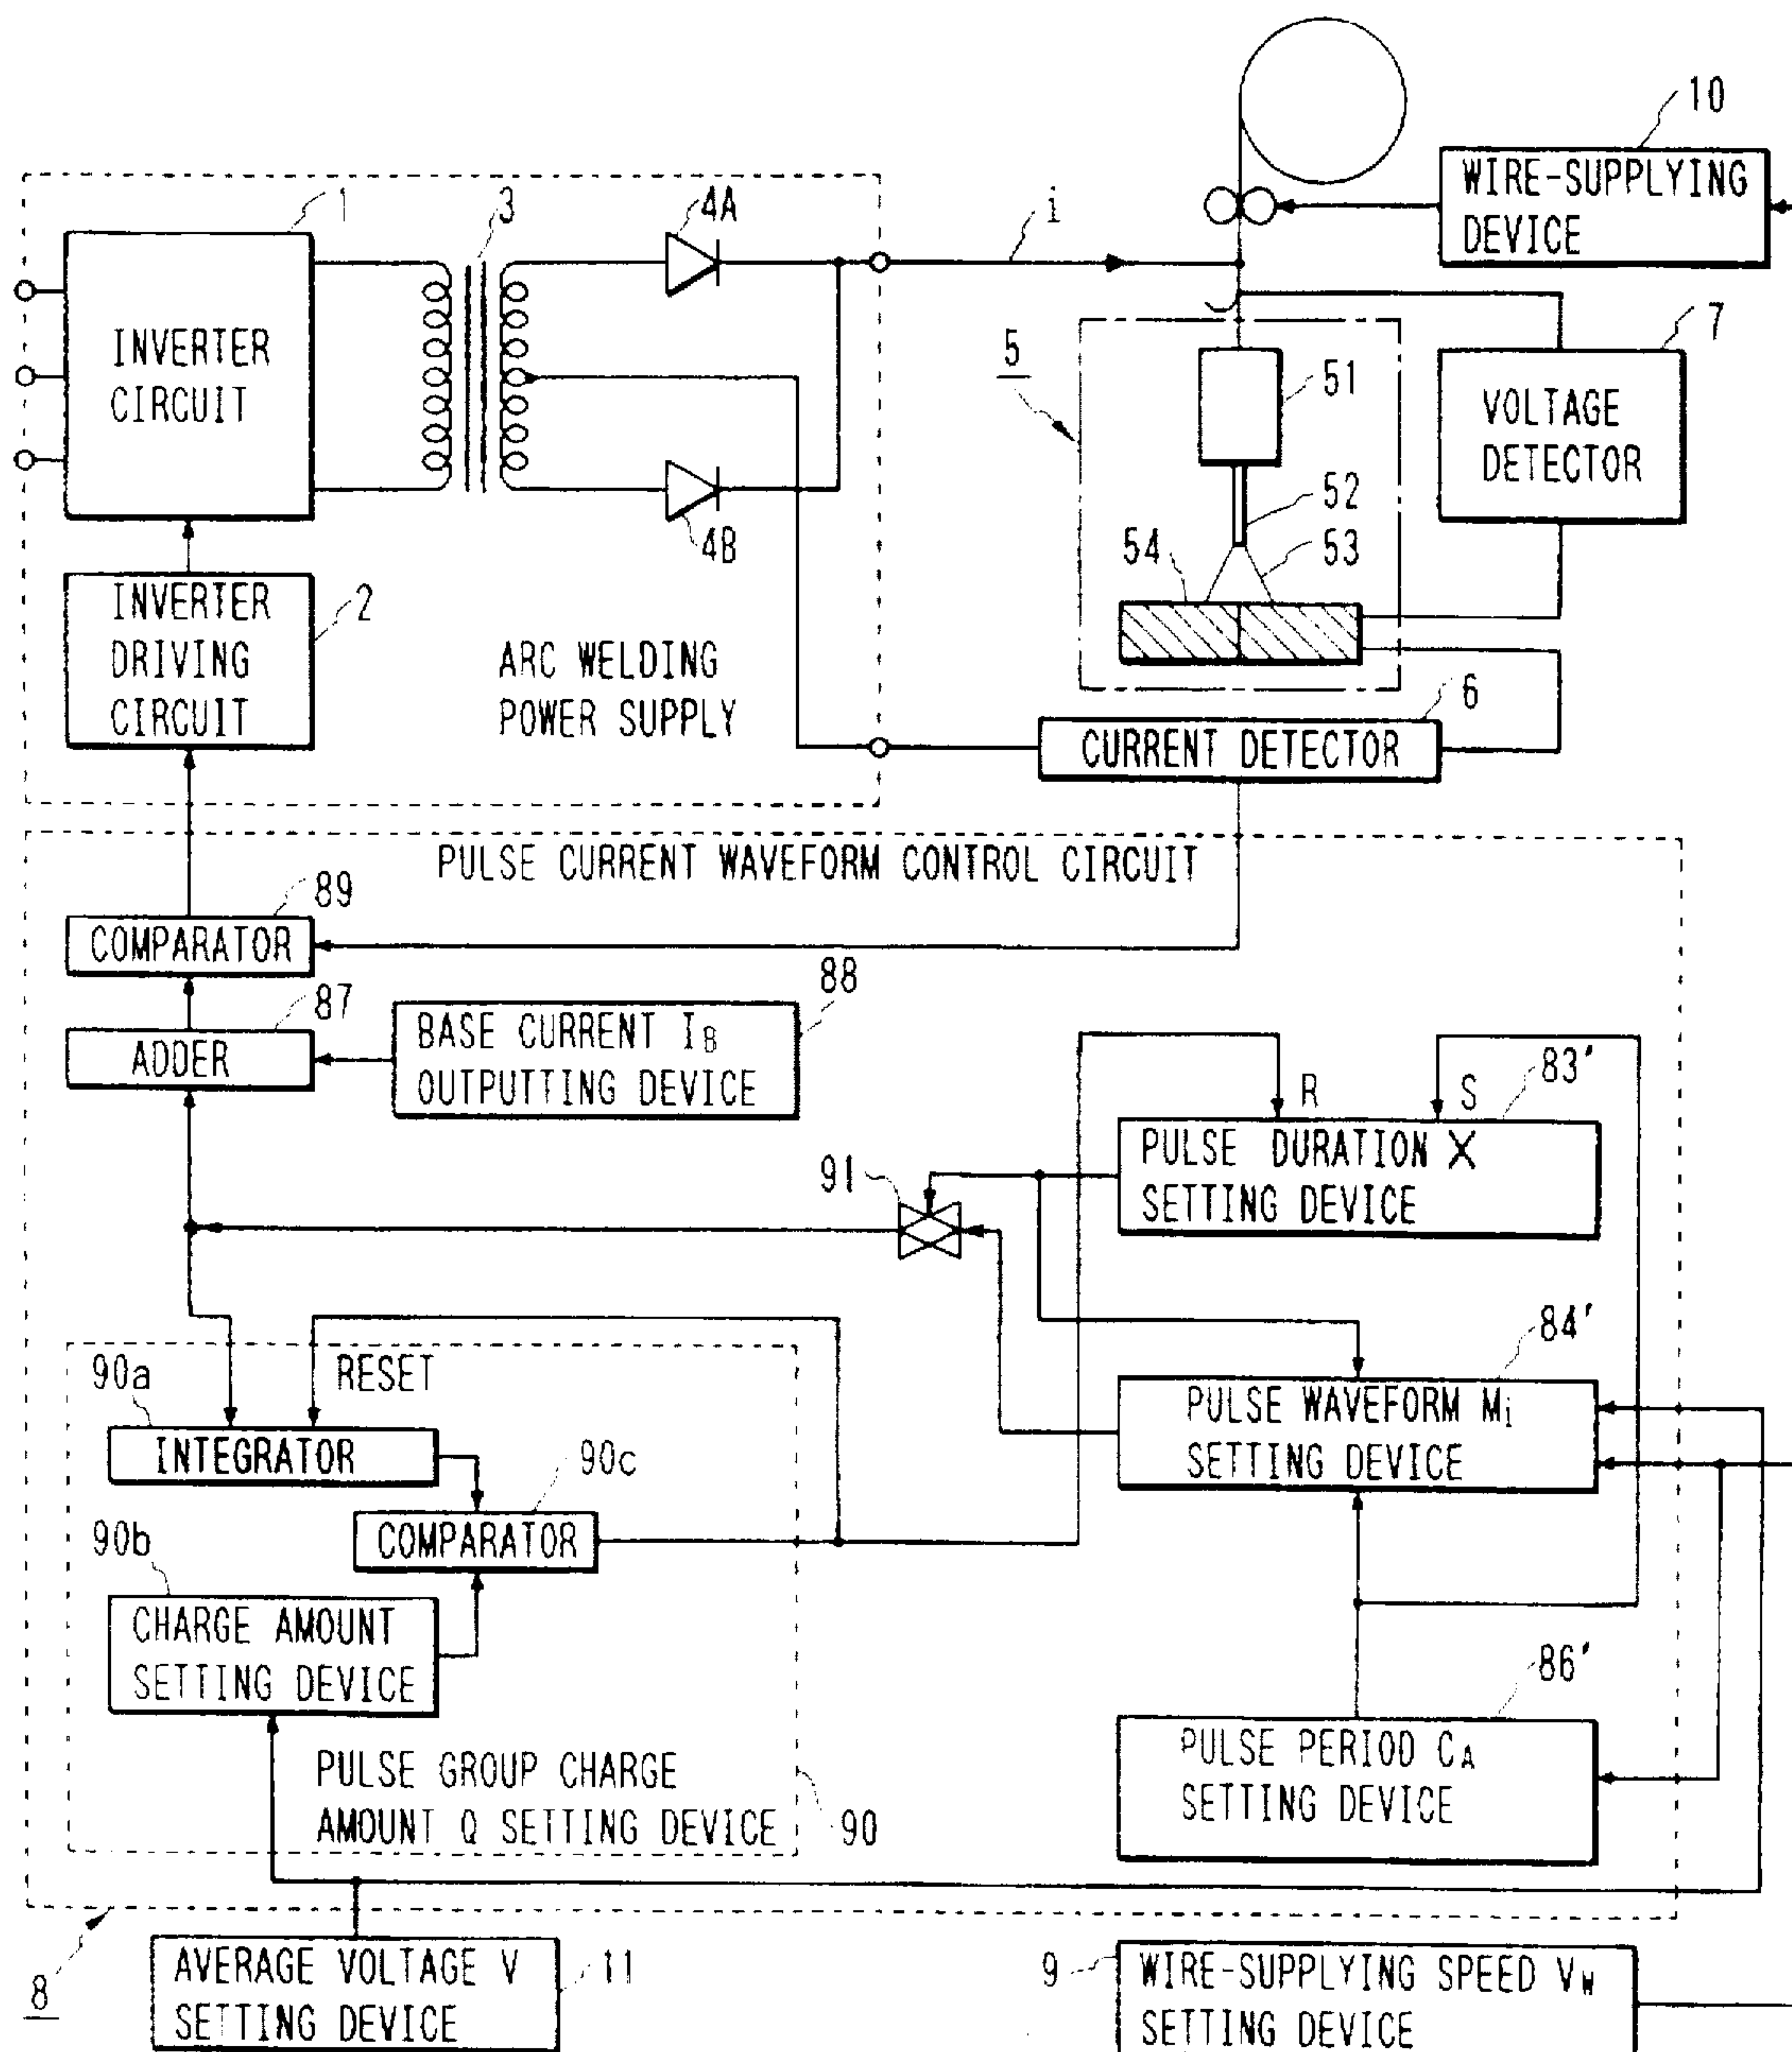 10
WIRE-SUPPLYING
DEVICE
1
3
4A
i
INVERTER
CIRCUIT
5
51
7
VOLTAGE
DETECTOR
52
4B
54
53
INVERTER
DRIVING
CIRCUIT
2
ARC WELDING
POWER SUPPLY
6
CURRENT DETECTOR
PULSE CURRENT WAVEFORM CONTROL CIRCUIT
89
COMPARATOR
87
88
ADDER
BASE CURRENT IB
OUTPUTTING DEVICE
R
S
83'
PULSE DURATION X
SETTING DEVICE
91
84'
90a
RESET
PULSE WAVEFORM Mi
SETTING DEVICE
INTEGRATOR
90c
90b
COMPARATOR
CHARGE AMOUNT
SETTING DEVICE
86'
PULSE PERIOD CA
SETTING DEVICE
PULSE GROUP CHARGE
AMOUNT Q SETTING DEVICE
90
8
AVERAGE VOLTAGE V
SETTING DEVICE
11
9
WIRE-SUPPLYING SPEED VW
SETTING DEVICE